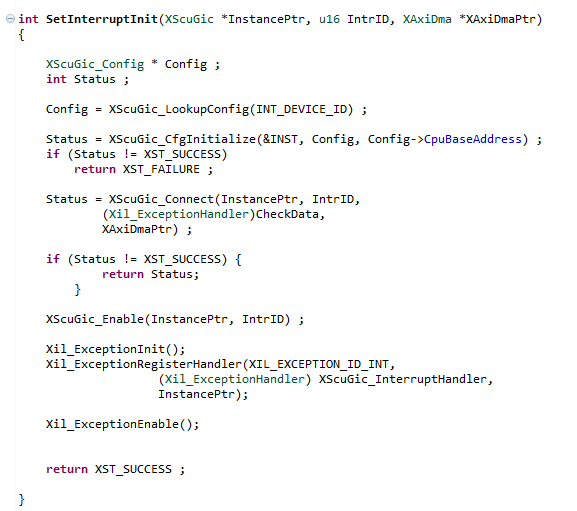 int SetInterruptInit(XScuGic *InstancePtr, u16 IntrID, XAxiDma *XAxiDmaPtr)
{
XScuGic_Config * Config ;
int Status ;
Config = XScuGic_LookupConfig(INT_DEVICE_ID) ;
Status = XScuGic_CfgInitialize(&INST, Config, Config->CpuBaseAddress) ;
if (Status != XST_SUCCESS)
return XST_FAILURE ;
Status = XScuGic_Connect(InstancePtr, IntrID,
(Xil_ExceptionHandler)CheckData,
XAxiDmaPtr) ;
if (Status != XST_SUCCESS) {
return Status;
}
XScuGic_Enable(InstancePtr, IntrID) ;
Xil_ExceptionInit();
Xil_ExceptionRegisterHandler(XIL_EXCEPTION_ID_INT,
(Xil_ExceptionHandler) XScuGic_InterruptHandler,
InstancePtr);
Xil_ExceptionEnable();
return XST_SUCCESS ;
}